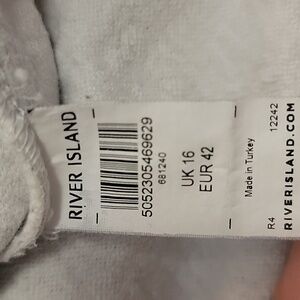 RIVER ISLAND
5052305469629
681240
UK 16
EUR 42
Made in Turkey
R4
12242
RIVERISLAND.COM